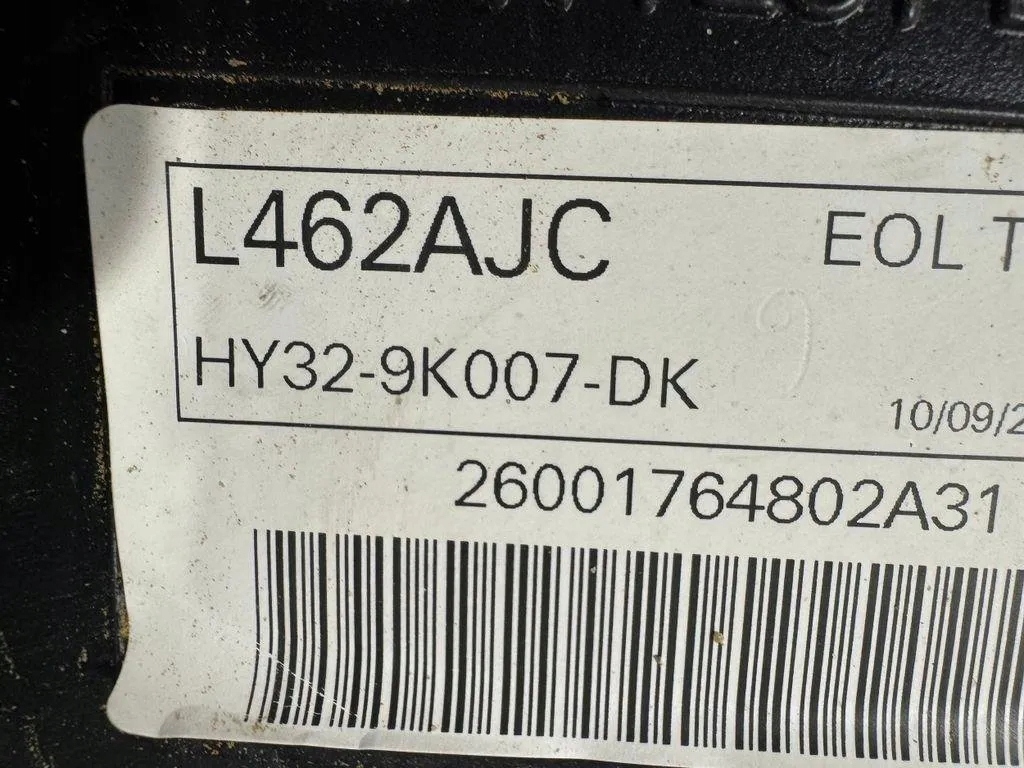 L462AJC
EOL T
HY32-9K007-DK
10/09/2
26001764802A31